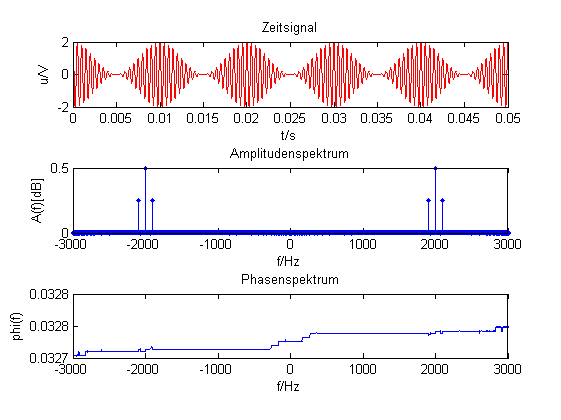 Zeitsignal
2
0
-2
u/V
0 0.005 0.01 0.015 0.02 0.025 0.03 0.035 0.04 0.045 0.05
t/s
Amplitudenspektrum
0.5
0
A(f)[dB]
-3000 -2000 -1000 0 1000 2000 3000
f/Hz
Phasenspektrum
0.0328
0.0328
0.0327
phi(f)
-3000 -2000 -1000 0 1000 2000 3000
f/Hz